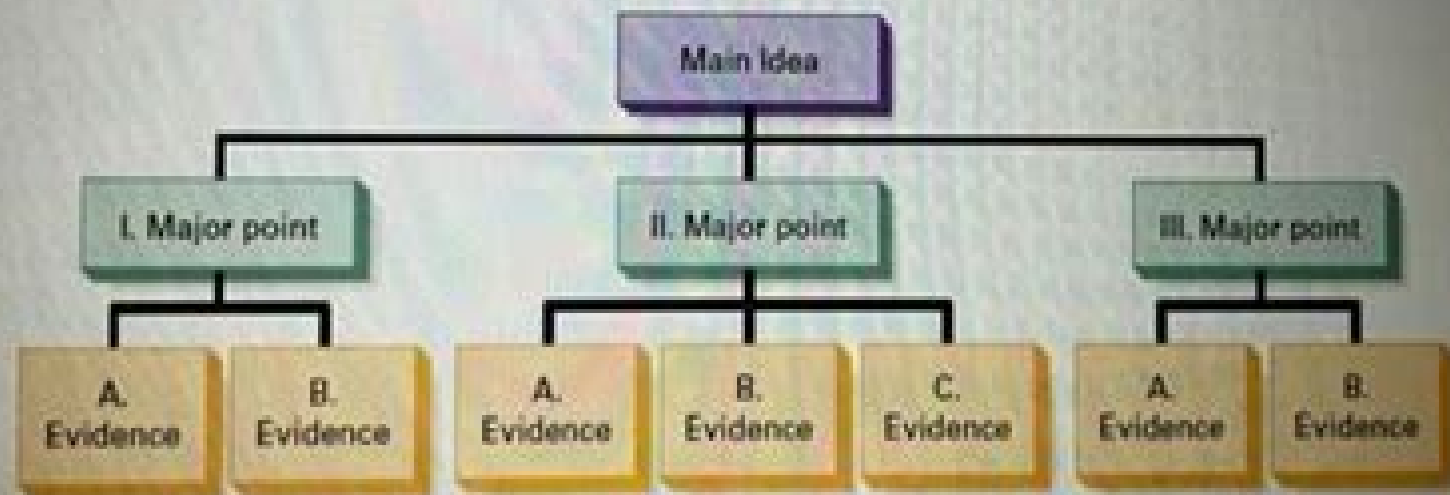 Main Idea
I. Major point
II. Major point
III. Major point
A.
Evidence
B.
Evidence
A.
Evidence
B.
Evidence
C.
Evidence
A.
Evidence
B.
Evidence